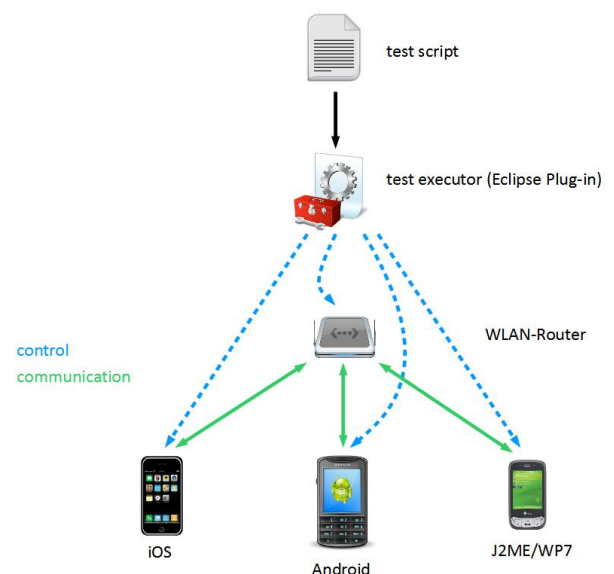 test script
test executor (Eclipse Plug-in)
WLAN-Router
control
communication
iOS
Android
J2ME/WP7